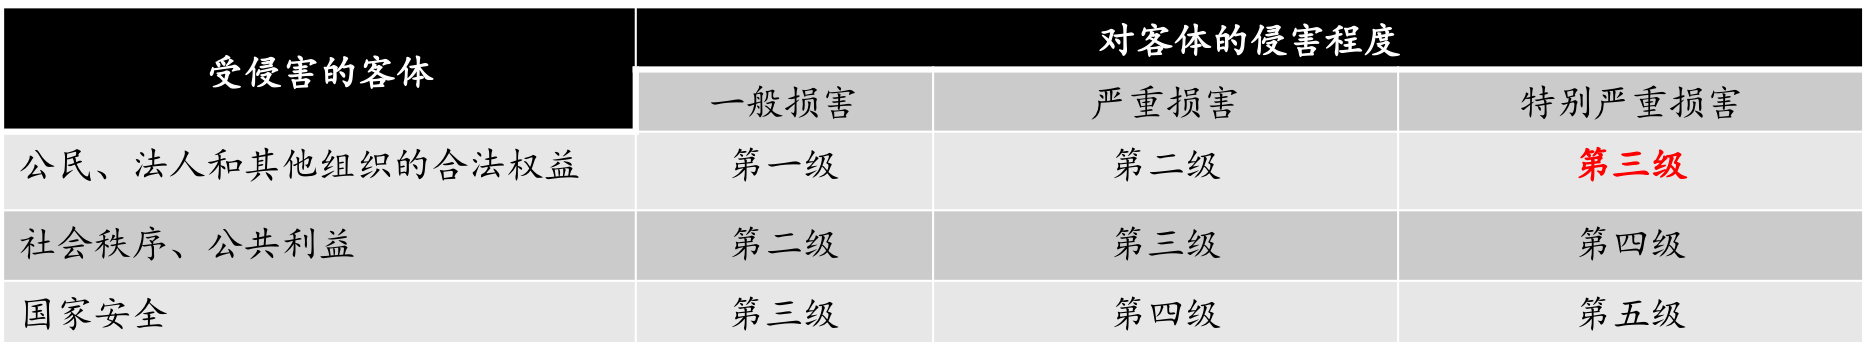 受侵害的客体
对客体的侵害程度
一般损害 严重损害 特别严重损害
公民、法人和其他组织的合法权益 第一级 第二级 第三级
社会秩序、公共利益 第二级 第三级 第四级
国家安全 第三级 第四级 第五级